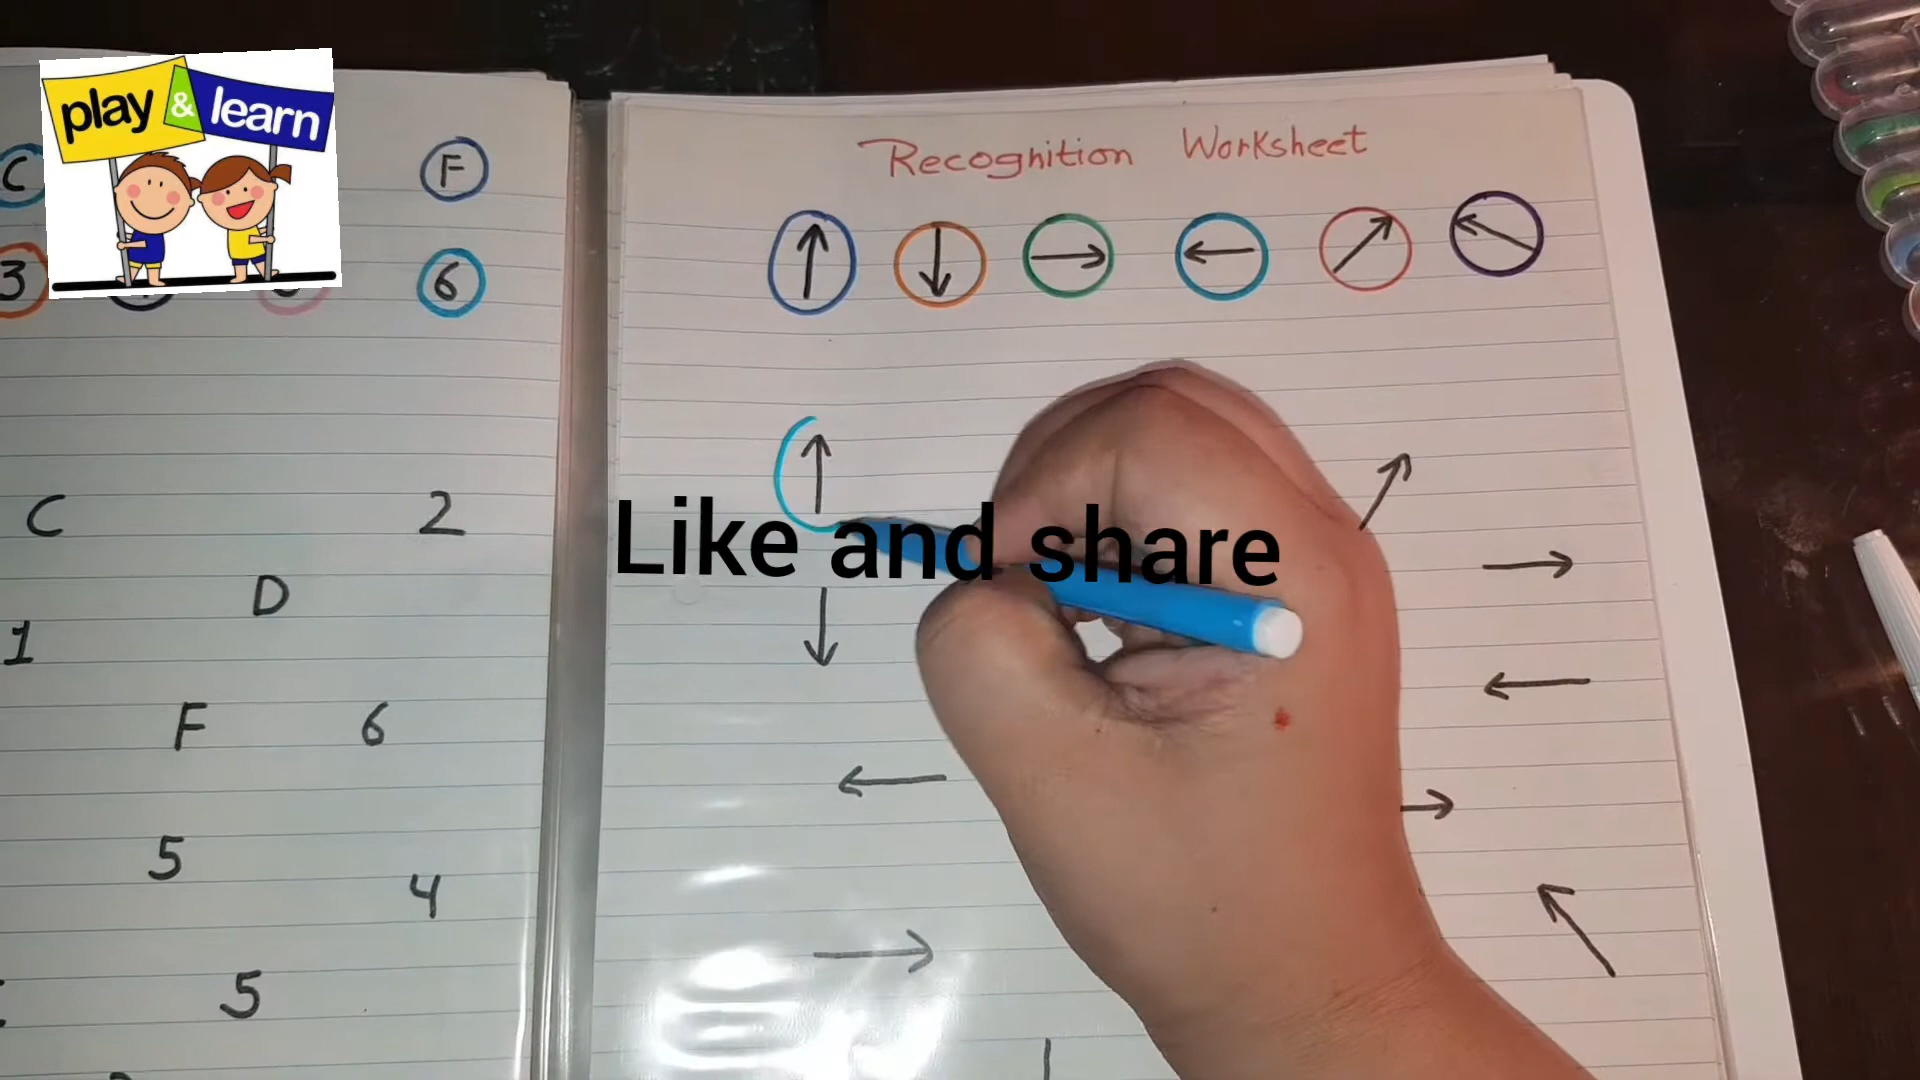 play & learn
C
F
3
6
C
2
D
1
F
6
5
4
5
Recognition Worksheet
Like and share